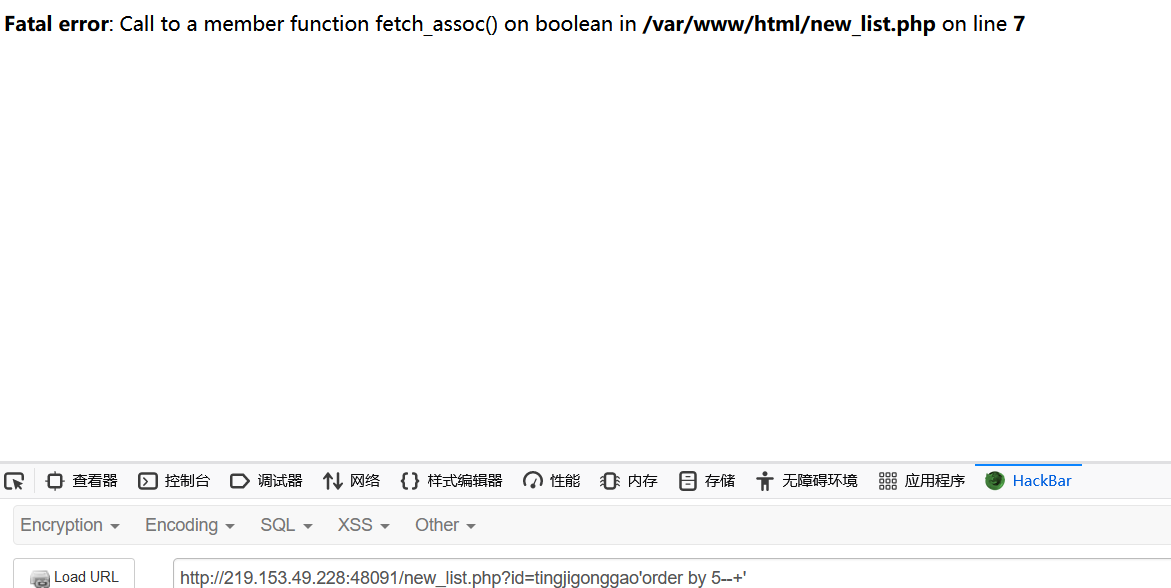 Fatal error: Call to a member function fetch_assoc() on boolean in /var/www/html/new_list.php on line 7
查看器 控制台 调试器 网络 样式编辑器 性能 内存 存储 无障碍环境 应用程序 HackBar
Encryption Encoding SQL XSS Other
Load URL http://219.153.49.228:48091/new_list.php?id=tingjigonggao'order by 5--+'